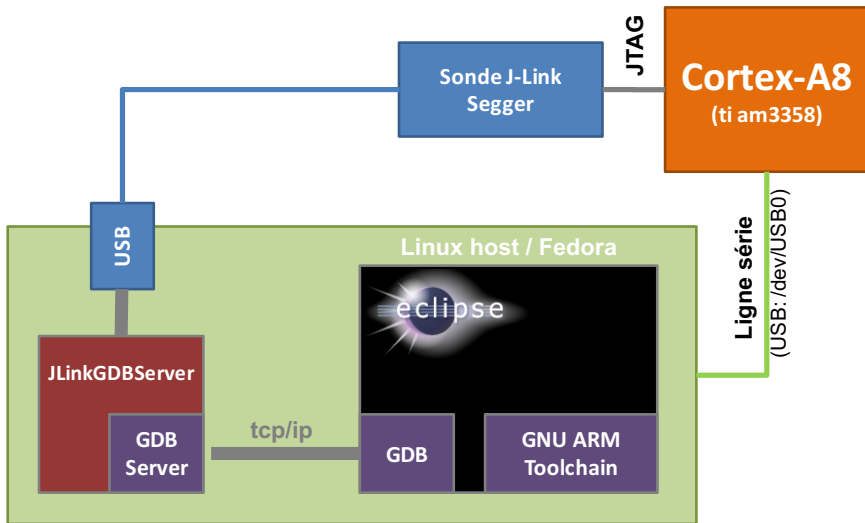 JTAG
Cortex-A8
(ti am3358)
Sonde J-Link
Segger
USB
Linux host / Fedora
eclipse
Ligne série
(USB: /dev/USB0)
JLinkGDBServer
GDB
Server
tcp/ip
GDB
GNU ARM
Toolchain